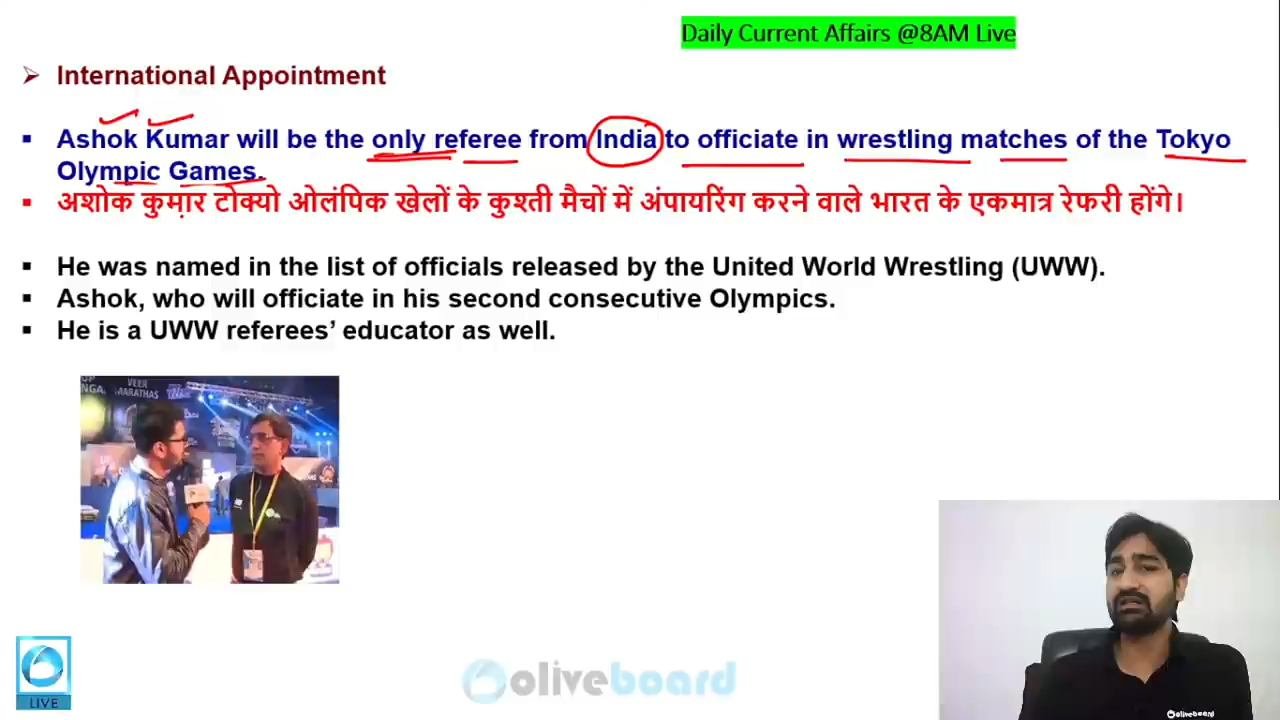 Daily Current Affairs @8AM Live
➢ International Appointment
▪ Ashok Kumar will be the only referee from India to officiate in wrestling matches of the Tokyo
Olympic Games.
▪ अशोक कुमार टोक्यो ओलंपिक खेलों के कुश्ती मैचों में अंपायरिंग करने वाले भारत के एकमात्र रेफरी होंगे।
▪ He was named in the list of officials released by the United World Wrestling (UWW).
▪ Ashok, who will officiate in his second consecutive Olympics.
▪ He is a UWW referees’ educator as well.
VEER
MARATHAS
LIVE
oliveboard
oliveboard